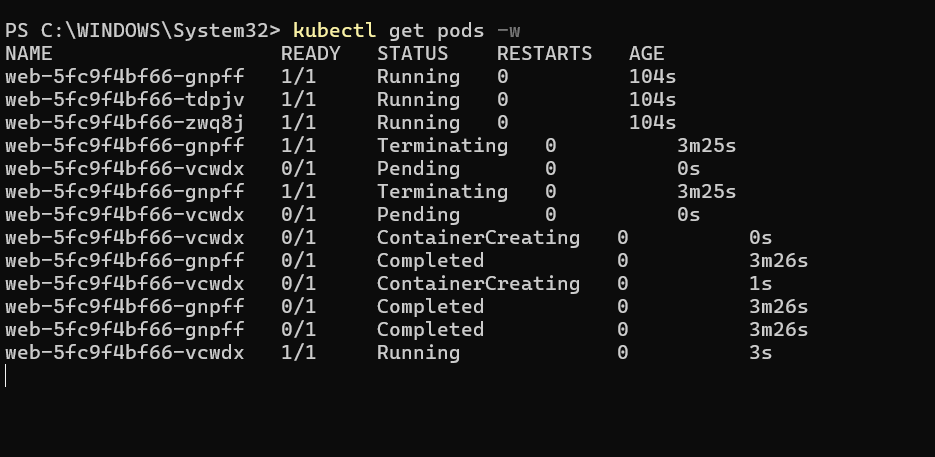 PS C:\WINDOWS\System32> kubectl get pods -w
NAME                   READY   STATUS    RESTARTS   AGE
web-5fc9f4bf66-gnpff   1/1     Running   0          104s
web-5fc9f4bf66-tdpjv   1/1     Running   0          104s
web-5fc9f4bf66-zwq8j   1/1     Running   0          104s
web-5fc9f4bf66-gnpff   1/1     Terminating   0          3m25s
web-5fc9f4bf66-vcwdx   0/1     Pending       0          0s
web-5fc9f4bf66-gnpff   1/1     Terminating   0          3m25s
web-5fc9f4bf66-vcwdx   0/1     Pending       0          0s
web-5fc9f4bf66-vcwdx   0/1     ContainerCreating   0          0s
web-5fc9f4bf66-gnpff   0/1     Completed           0          3m26s
web-5fc9f4bf66-vcwdx   0/1     ContainerCreating   0          1s
web-5fc9f4bf66-gnpff   0/1     Completed           0          3m26s
web-5fc9f4bf66-gnpff   0/1     Completed           0          3m26s
web-5fc9f4bf66-vcwdx   1/1     Running             0          3s